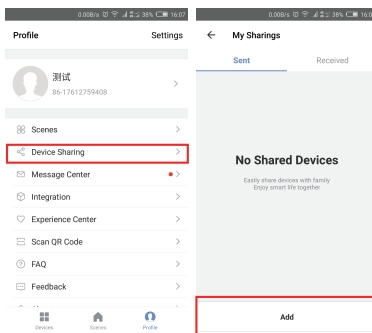 0.00B/s 38% 16:07
Profile Settings
测试
86-17612759408
Scenes
Device Sharing
Message Center
Integration
Experience Center
Scan QR Code
FAQ
Feedback
Devices Scenes Profile
0.00B/s 38% 16:0
My Sharings
Sent Received
No Shared Devices
Easily share devices with family
Enjoy smart life together
Add